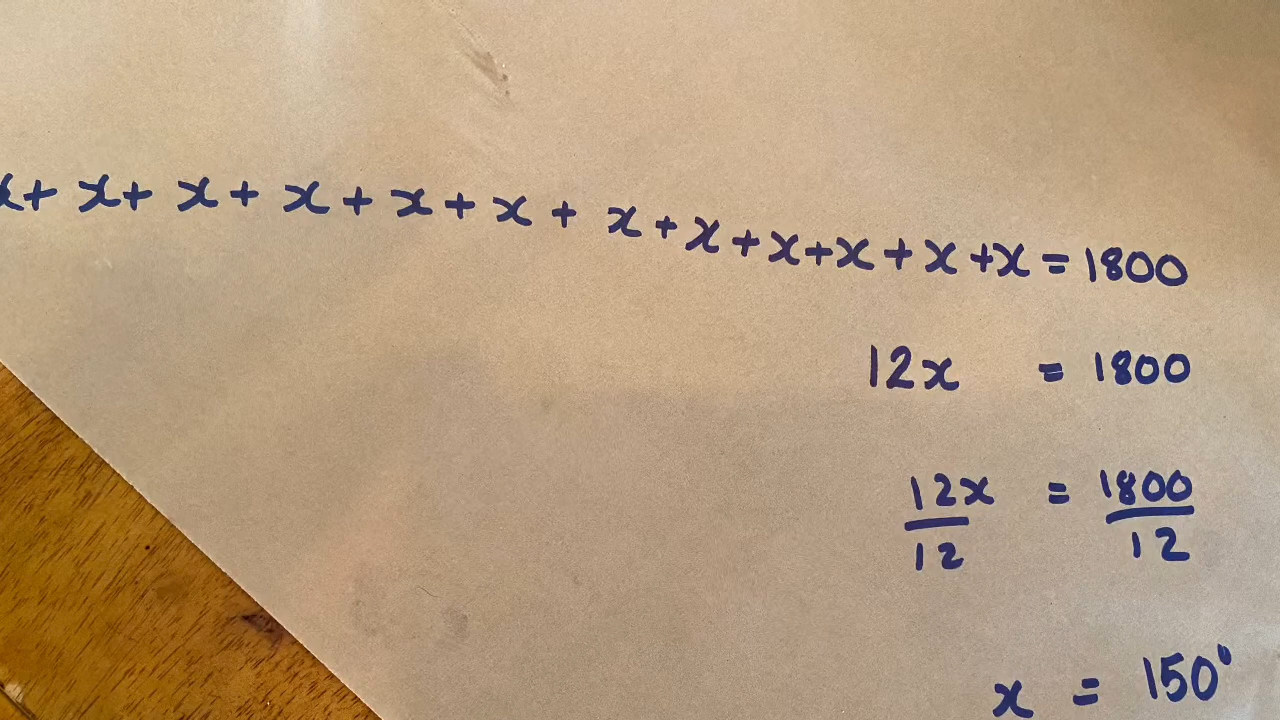 x + x + x + x + x + x + x + x + x + x + x + x = 1800
12x = 1800
12x/12 = 1800/12
x = 150°